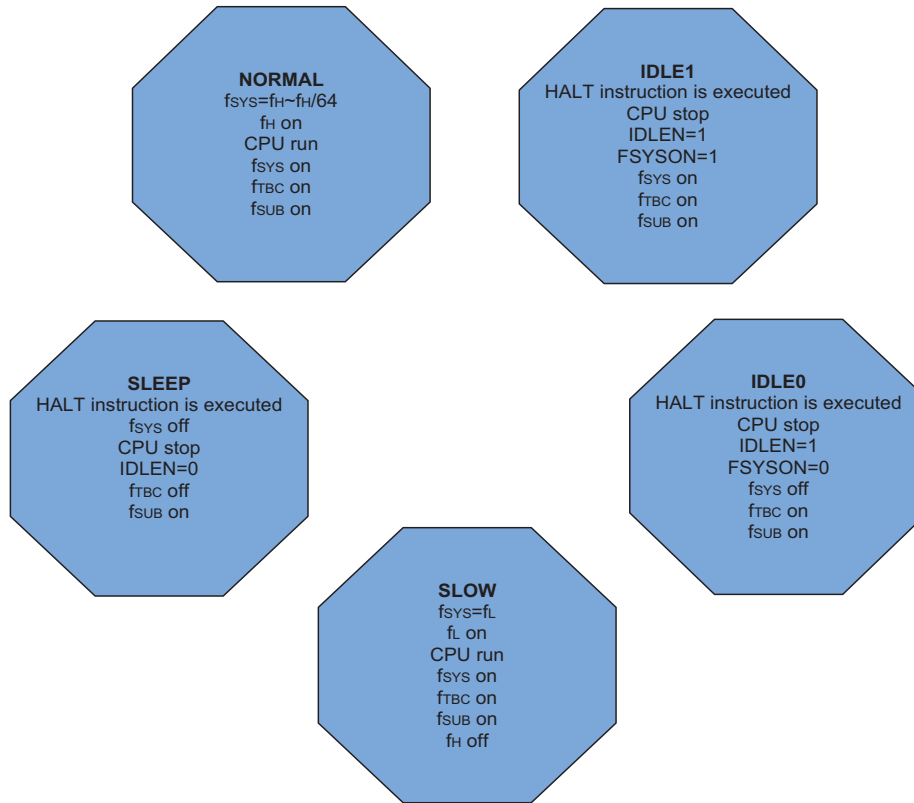 NORMAL
fSYS=fH~fH/64
fH on
CPU run
fSYS on
fTBC on
fSUB on
IDLE1
HALT instruction is executed
CPU stop
IDLEN=1
FSYSON=1
fSYS on
fTBC on
fSUB on
SLEEP
HALT instruction is executed
fSYS off
CPU stop
IDLEN=0
fTBC off
fSUB on
IDLE0
HALT instruction is executed
CPU stop
IDLEN=1
FSYSON=0
fSYS off
fTBC on
fSUB on
SLOW
fSYS=fL
fL on
CPU run
fSYS on
fTBC on
fSUB on
fH off